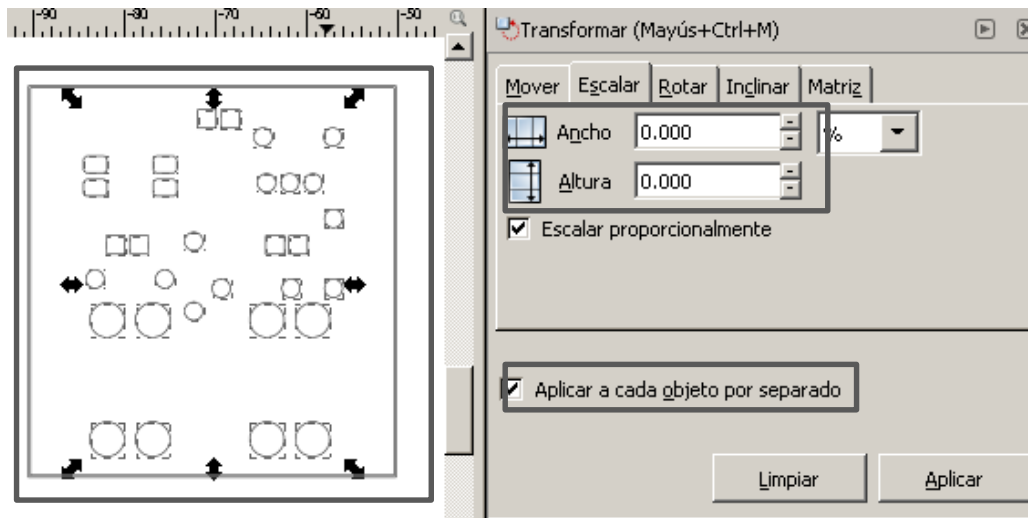 -90 -80 -70 -60 -50
Transformar (Mayús+Ctrl+M)
Mover Escalar Rotar Inclinar Matriz
Ancho 0.000 %
Altura 0.000
Escalar proporcionalmente
Aplicar a cada objeto por separado
Limpiar Aplicar